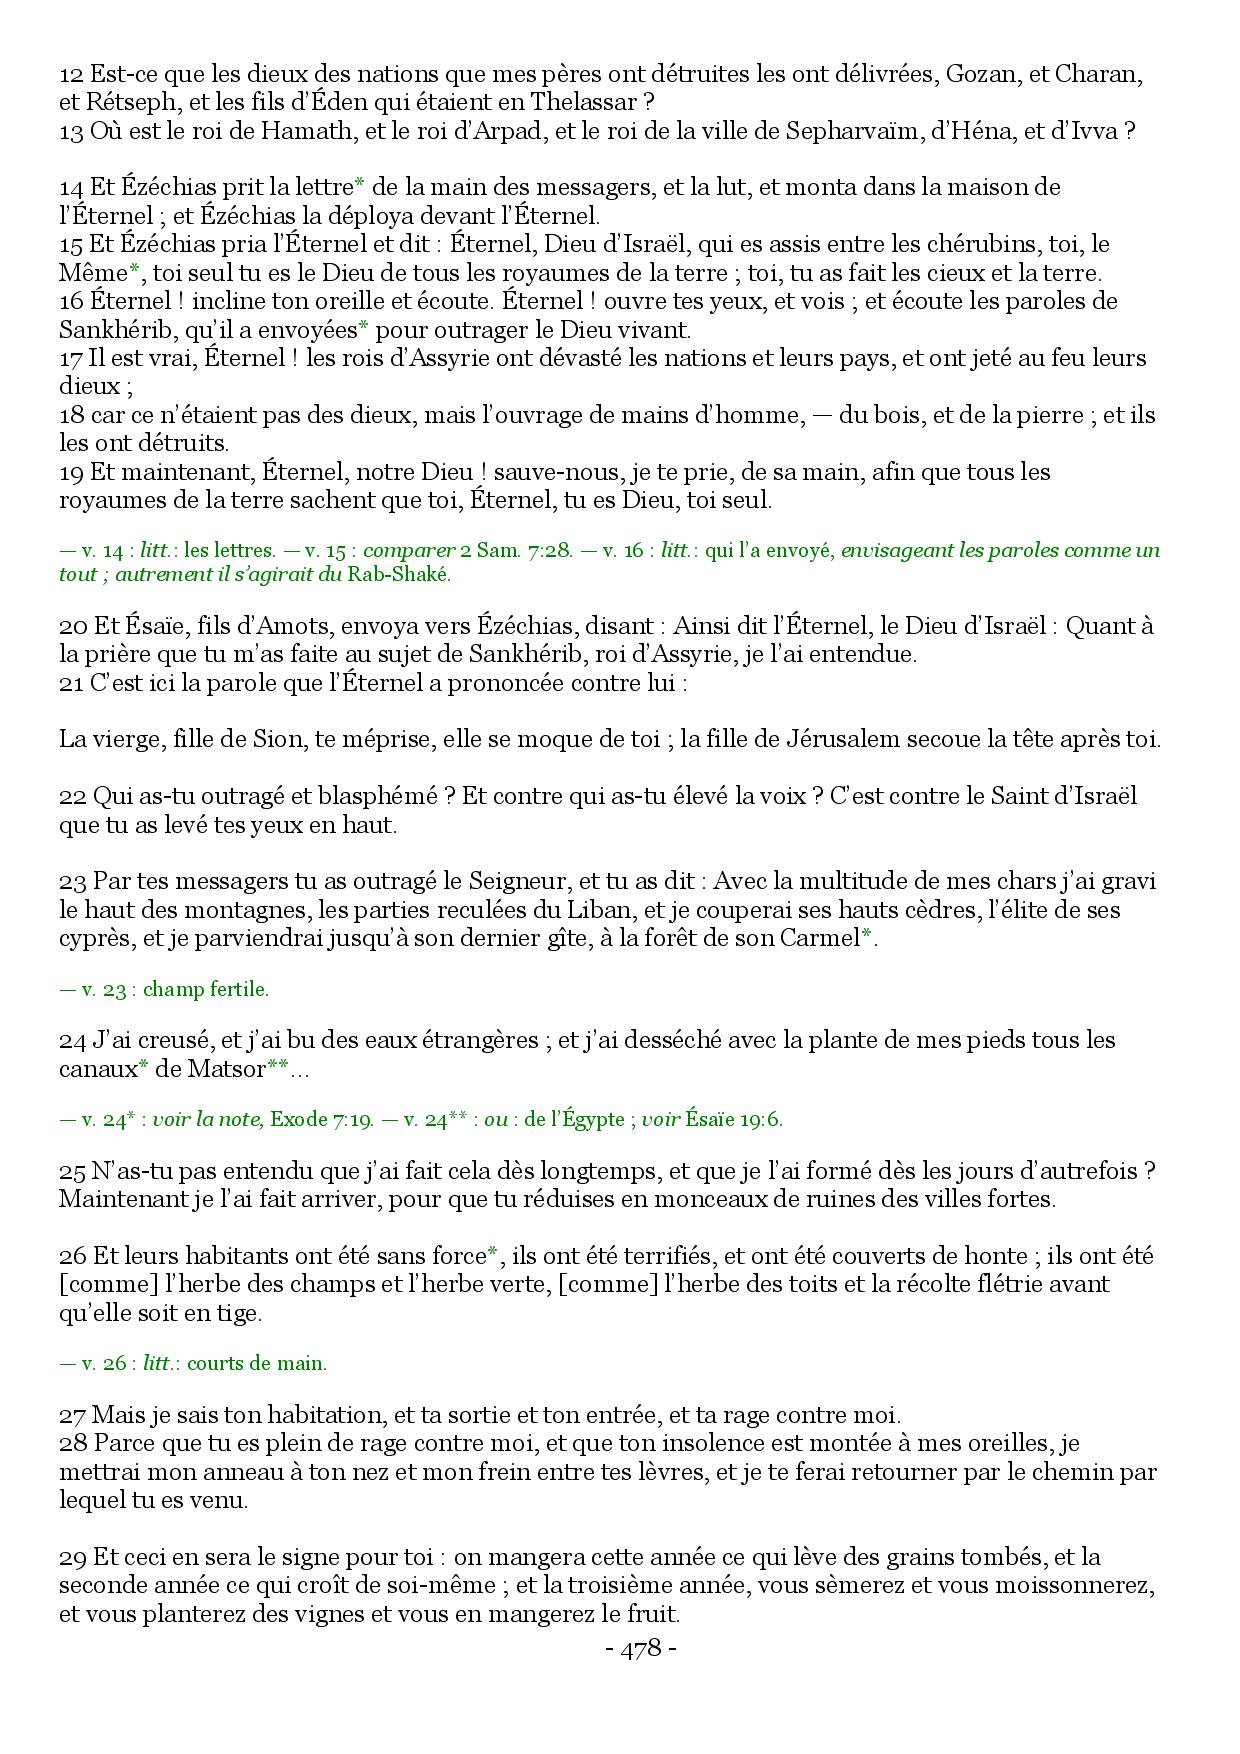 12 Est-ce que les dieux des nations que mes pères ont détruites les ont délivrées, Gozan, et Charan,
et Rétseph, et les fils d’Éden qui étaient en Thelassar ?
13 Où est le roi de Hamath, et le roi d’Arpad, et le roi de la ville de Sepharvaïm, d’Héna, et d’Ivva ?
14 Et Ézéchias prit la lettre* de la main des messagers, et la lut, et monta dans la maison de
l’Éternel ; et Ézéchias la déploya devant l’Éternel.
15 Et Ézéchias pria l’Éternel et dit : Éternel, Dieu d’Israël, qui es assis entre les chérubins, toi, le
Même*, toi seul tu es le Dieu de tous les royaumes de la terre ; toi, tu as fait les cieux et la terre.
16 Éternel ! incline ton oreille et écoute. Éternel ! ouvre tes yeux, et vois ; et écoute les paroles de
Sankhérib, qu’il a envoyées* pour outrager le Dieu vivant.
17 Il est vrai, Éternel ! les rois d’Assyrie ont dévasté les nations et leurs pays, et ont jeté au feu leurs
dieux ;
18 car ce n’étaient pas des dieux, mais l’ouvrage de mains d’homme, — du bois, et de la pierre ; et ils
les ont détruits.
19 Et maintenant, Éternel, notre Dieu ! sauve-nous, je te prie, de sa main, afin que tous les
royaumes de la terre sachent que toi, Éternel, tu es Dieu, toi seul.
— v. 14 : litt.: les lettres. — v. 15 : comparer 2 Sam. 7:28. — v. 16 : litt.: qui l’a envoyé, envisageant les paroles comme un
tout ; autrement il s’agirait du Rab-Shaké.
20 Et Ésaïe, fils d’Amots, envoya vers Ézéchias, disant : Ainsi dit l’Éternel, le Dieu d’Israël : Quant à
la prière que tu m’as faite au sujet de Sankhérib, roi d’Assyrie, je l’ai entendue.
21 C’est ici la parole que l’Éternel a prononcée contre lui :
La vierge, fille de Sion, te méprise, elle se moque de toi ; la fille de Jérusalem secoue la tête après toi.
22 Qui as-tu outragé et blasphémé ? Et contre qui as-tu élevé la voix ? C’est contre le Saint d’Israël
que tu as levé tes yeux en haut.
23 Par tes messagers tu as outragé le Seigneur, et tu as dit : Avec la multitude de mes chars j’ai gravi
le haut des montagnes, les parties reculées du Liban, et je couperai ses hauts cèdres, l’élite de ses
cyprès, et je parviendrai jusqu’à son dernier gîte, à la forêt de son Carmel*.
— v. 23 : champ fertile.
24 J’ai creusé, et j’ai bu des eaux étrangères ; et j’ai desséché avec la plante de mes pieds tous les
canaux* de Matsor**…
— v. 24* : voir la note, Exode 7:19. — v. 24** : ou : de l’Égypte ; voir Ésaïe 19:6.
25 N’as-tu pas entendu que j’ai fait cela dès longtemps, et que je l’ai formé dès les jours d’autrefois ?
Maintenant je l’ai fait arriver, pour que tu réduises en monceaux de ruines des villes fortes.
26 Et leurs habitants ont été sans force*, ils ont été terrifiés, et ont été couverts de honte ; ils ont été
[comme] l’herbe des champs et l’herbe verte, [comme] l’herbe des toits et la récolte flétrie avant
qu’elle soit en tige.
— v. 26 : litt.: courts de main.
27 Mais je sais ton habitation, et ta sortie et ton entrée, et ta rage contre moi.
28 Parce que tu es plein de rage contre moi, et que ton insolence est montée à mes oreilles, je
mettrai mon anneau à ton nez et mon frein entre tes lèvres, et je te ferai retourner par le chemin par
lequel tu es venu.
29 Et ceci en sera le signe pour toi : on mangera cette année ce qui lève des grains tombés, et la
seconde année ce qui croît de soi-même ; et la troisième année, vous sèmerez et vous moissonnerez,
et vous planterez des vignes et vous en mangerez le fruit.
- 478 -